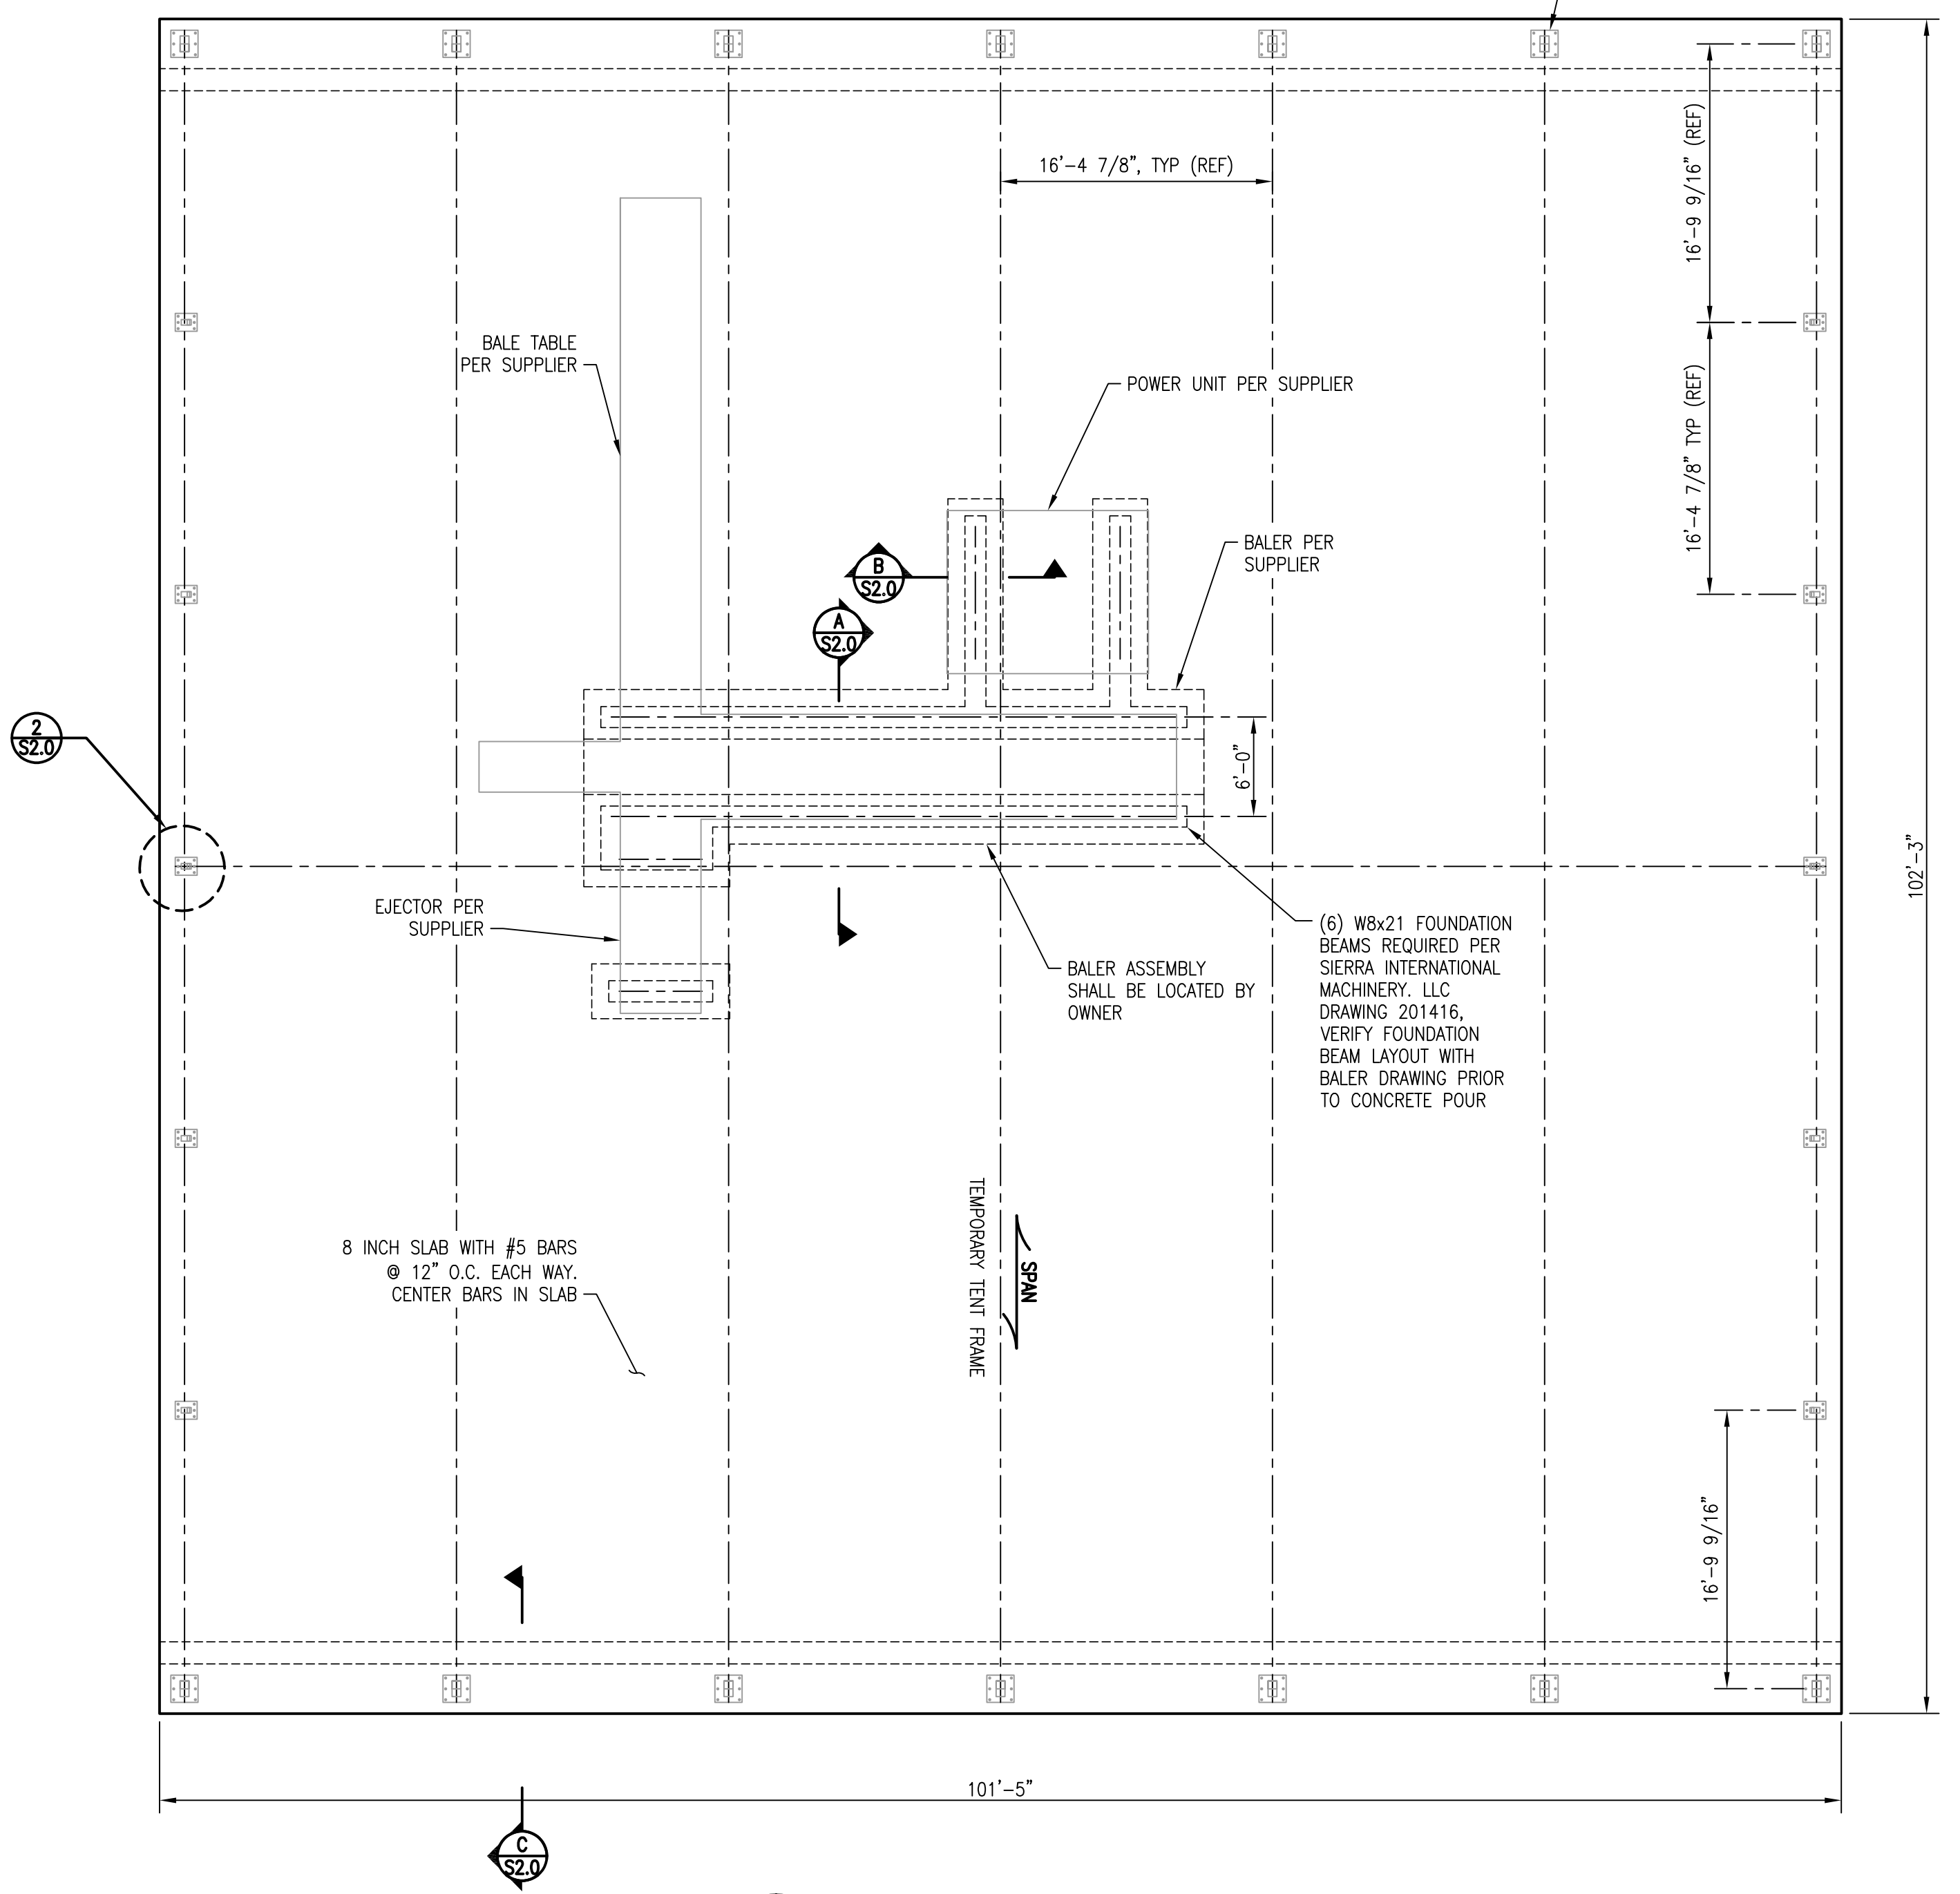 16'-4 7/8", TYP (REF)
16'-9 9/16" (REF)
BALE TABLE
PER SUPPLIER
POWER UNIT PER SUPPLIER
16'-4 7/8" TYP (REF)
BALER PER
SUPPLIER
B
S2.0
A
S2.0
2
S2.0
6'-0"
102'-3"
EJECTOR PER
SUPPLIER
(6) W8x21 FOUNDATION
BEAMS REQUIRED PER
SIERRA INTERNATIONAL
MACHINERY. LLC
DRAWING 201416,
VERIFY FOUNDATION
BEAM LAYOUT WITH
BALER DRAWING PRIOR
TO CONCRETE POUR
BALER ASSEMBLY
SHALL BE LOCATED BY
OWNER
TEMPORARY TENT FRAME
SPAN
8 INCH SLAB WITH #5 BARS
@ 12" O.C. EACH WAY.
CENTER BARS IN SLAB
16'-9 9/16"
101'-5"
C
S2.0